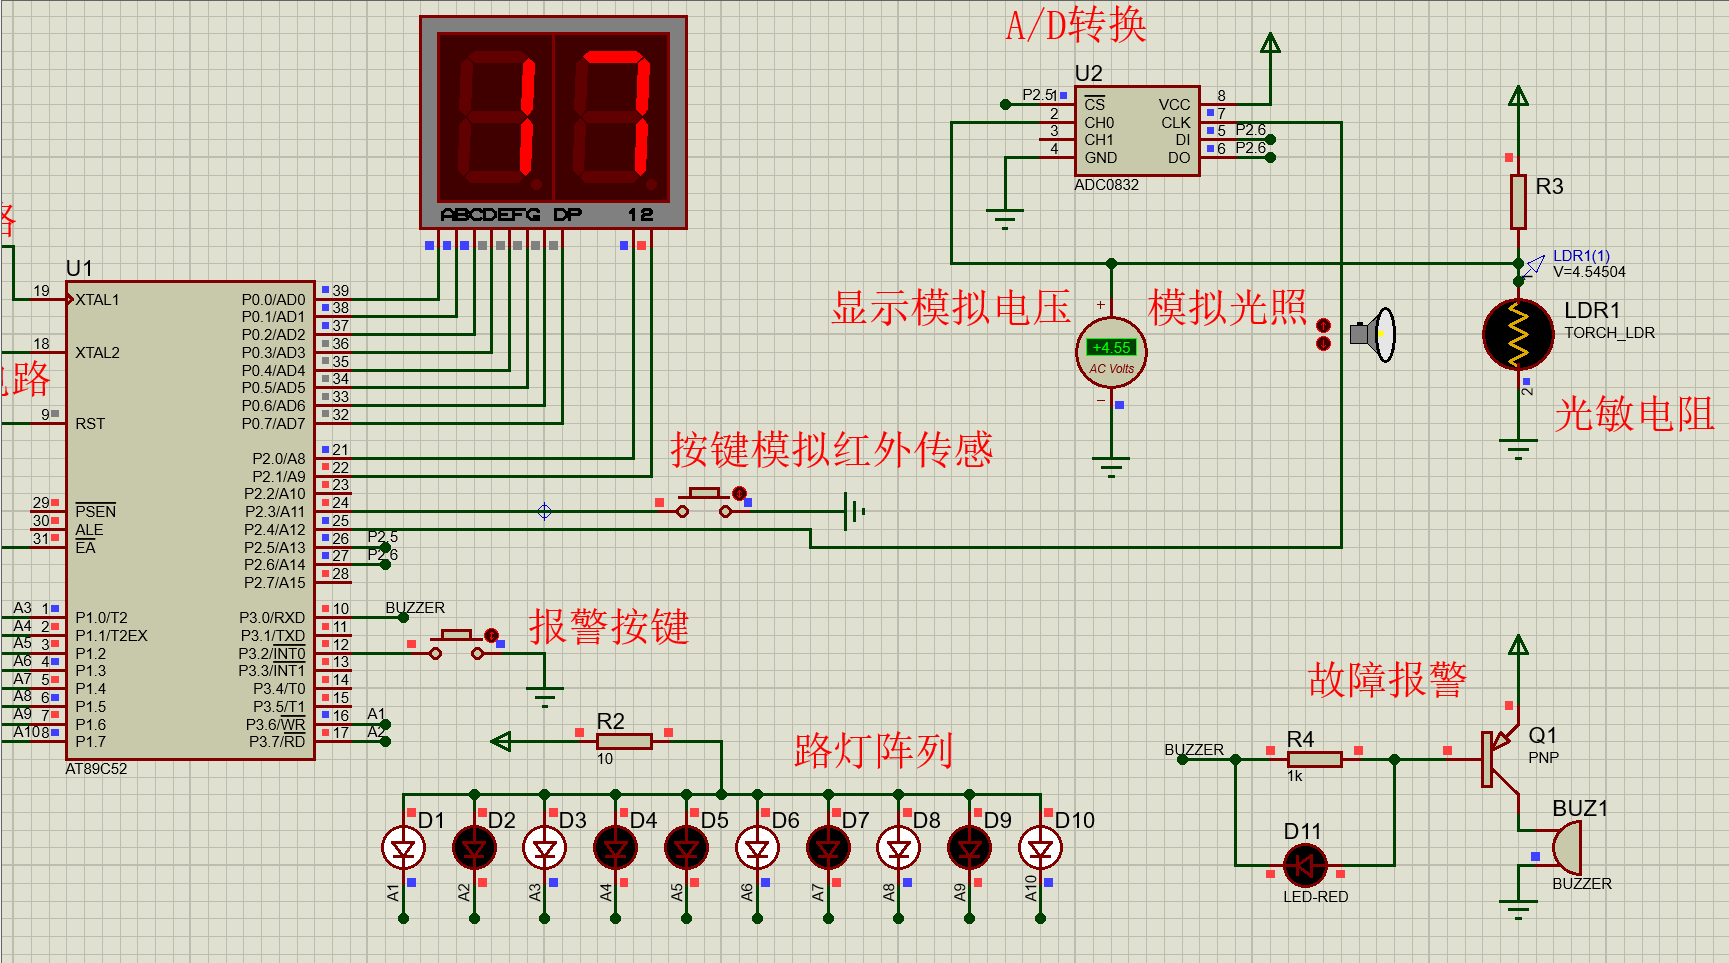 A/D转换
U2
P2.5
1
CS
VCC
8
2
CH0
CLK
7
3
CH1
DI
5
P2.6
4
GND
DO
6
P2.6
ADC0832
17
ABCDEFG DP
12
R3
LDR1(1)
V=4.54504
LDR1
TORCH_LDR
2
光敏电阻
显示模拟电压
模拟光照
+
+4.55
AC Volts
−
路
电路
U1
19
XTAL1
P0.0/AD0
39
P0.1/AD1
38
P0.2/AD2
37
18
XTAL2
P0.3/AD3
36
P0.4/AD4
35
P0.5/AD5
34
P0.6/AD6
33
9
RST
P0.7/AD7
32
P2.0/A8
21
P2.1/A9
22
P2.2/A10
23
29
PSEN
P2.3/A11
24
30
ALE
P2.4/A12
25
31
EA
P2.5/A13
26
P2.5
P2.6/A14
27
P2.6
P2.7/A15
28
A3
1
P1.0/T2
P3.0/RXD
10
BUZZER
A4
2
P1.1/T2EX
P3.1/TXD
11
A5
3
P1.2
P3.2/INT0
12
A6
4
P1.3
P3.3/INT1
13
A7
5
P1.4
P3.4/T0
14
A8
6
P1.5
P3.5/T1
15
A9
7
P1.6
P3.6/WR
16
A1
A10
8
P1.7
P3.7/RD
17
A2
AT89C52
按键模拟红外传感
报警按键
R2
10
路灯阵列
D1
D2
D3
D4
D5
D6
D7
D8
D9
D10
A1
A2
A3
A4
A5
A6
A7
A8
A9
A10
故障报警
BUZZER
R4
1k
D11
LED-RED
Q1
PNP
BUZ1
BUZZER